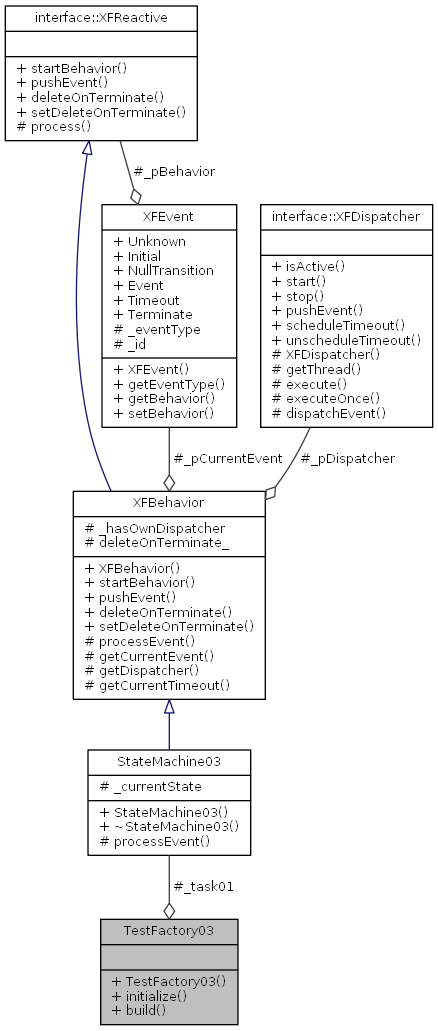 interface::XFReactive
+ startBehavior()
+ pushEvent()
+ deleteOnTerminate()
+ setDeleteOnTerminate()
# process()
#_pBehavior
XFEvent
+ Unknown
+ Initial
+ NullTransition
+ Event
+ Timeout
+ Terminate
# _eventType
# _id
+ XFEvent()
+ getEventType()
+ getBehavior()
+ setBehavior()
interface::XFDispatcher
+ isActive()
+ start()
+ stop()
+ pushEvent()
+ scheduleTimeout()
+ unscheduleTimeout()
# XFDispatcher()
# getThread()
# execute()
# executeOnce()
# dispatchEvent()
#_pCurrentEvent
#_pDispatcher
XFBehavior
# _hasOwnDispatcher
# deleteOnTerminate_
+ XFBehavior()
+ startBehavior()
+ pushEvent()
+ deleteOnTerminate()
+ setDeleteOnTerminate()
# processEvent()
# getCurrentEvent()
# getDispatcher()
# getCurrentTimeout()
StateMachine03
# _currentState
+ StateMachine03()
+ ~StateMachine03()
# processEvent()
#_task01
TestFactory03
+ TestFactory03()
+ initialize()
+ build()